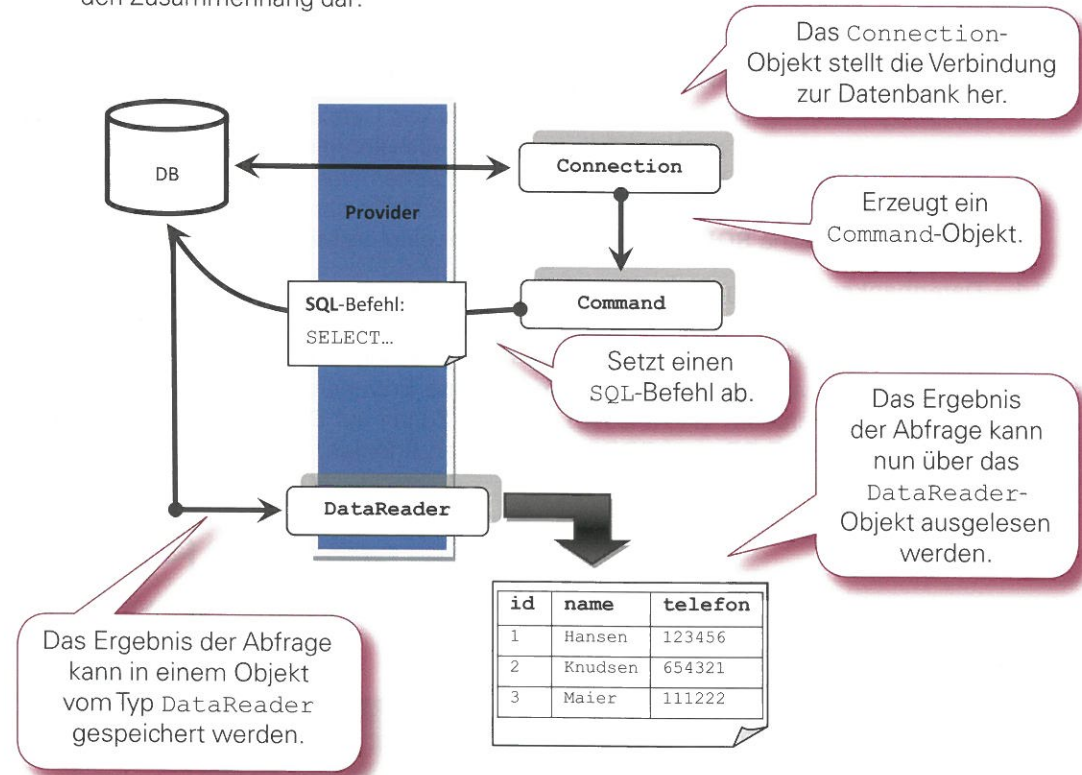 den Zusammenhang dar.
Das Connection-
Objekt stellt die Verbindung
zur Datenbank her.
DB
Provider
Connection
Erzeugt ein
Command-Objekt.
SQL-Befehl:
SELECT…
Command
Setzt einen
SQL-Befehl ab.
Das Ergebnis
der Abfrage kann
nun über das
DataReader-
Objekt ausgelesen
werden.
DataReader
id name telefon
1 Hansen 123456
2 Knudsen 654321
3 Maier 111222
Das Ergebnis der Abfrage
kann in einem Objekt
vom Typ DataReader
gespeichert werden.